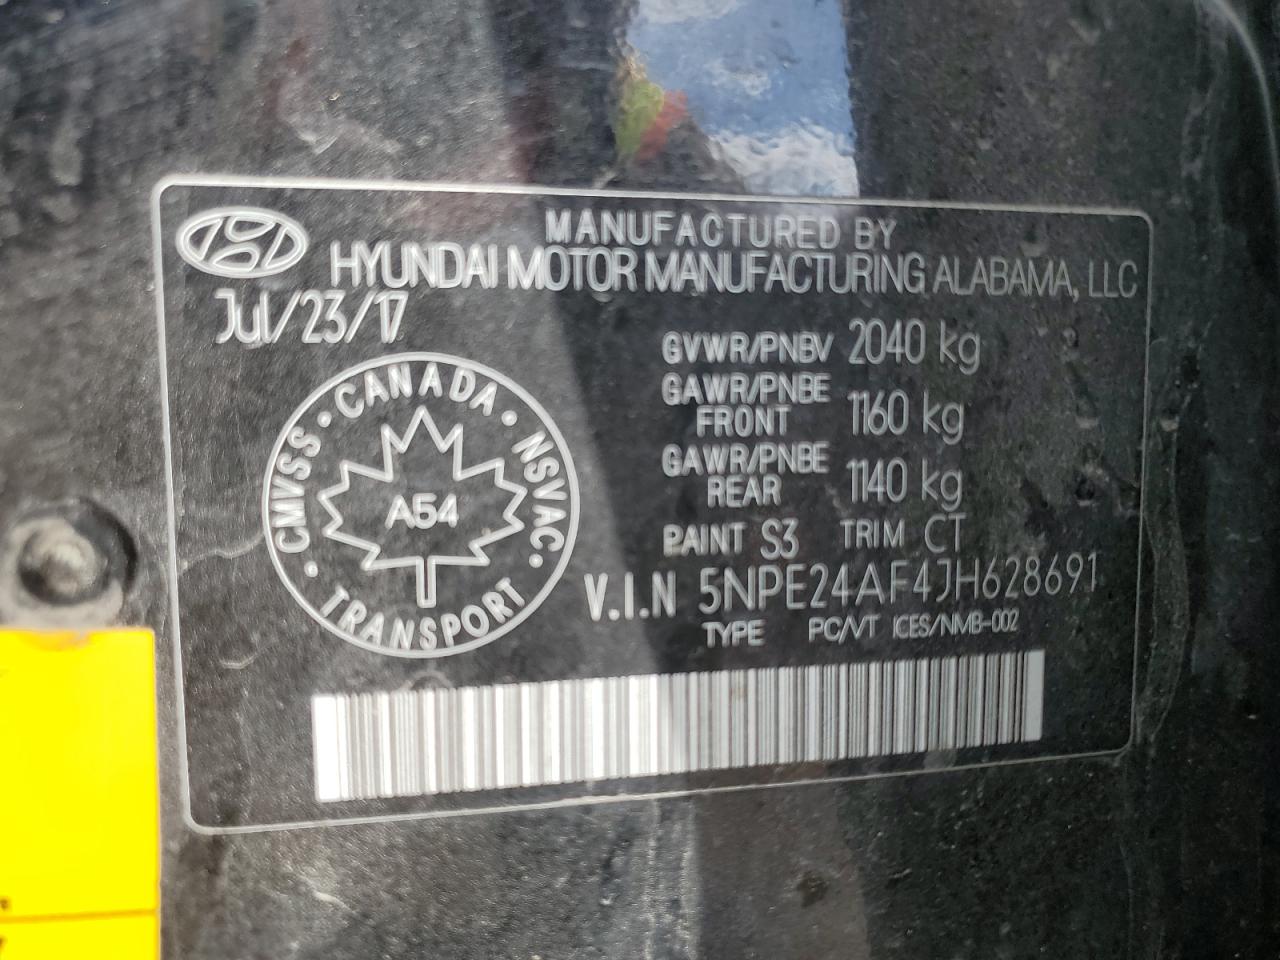 MANUFACTURED BY
HYUNDAI MOTOR MANUFACTURING ALABAMA, LLC
Jul/23/17
GVWR/PNBV 2040 kg
GAWR/PNBE FRONT 1160 kg
GAWR/PNBE REAR 1140 kg
PAINT S3 TRIM CT
V.I.N 5NPE24AF4JH628691
TYPE PC/VT ICES/NMB-002
· CANADA ·
CMVSS · NSVAC ·
A54
TRANSPORT